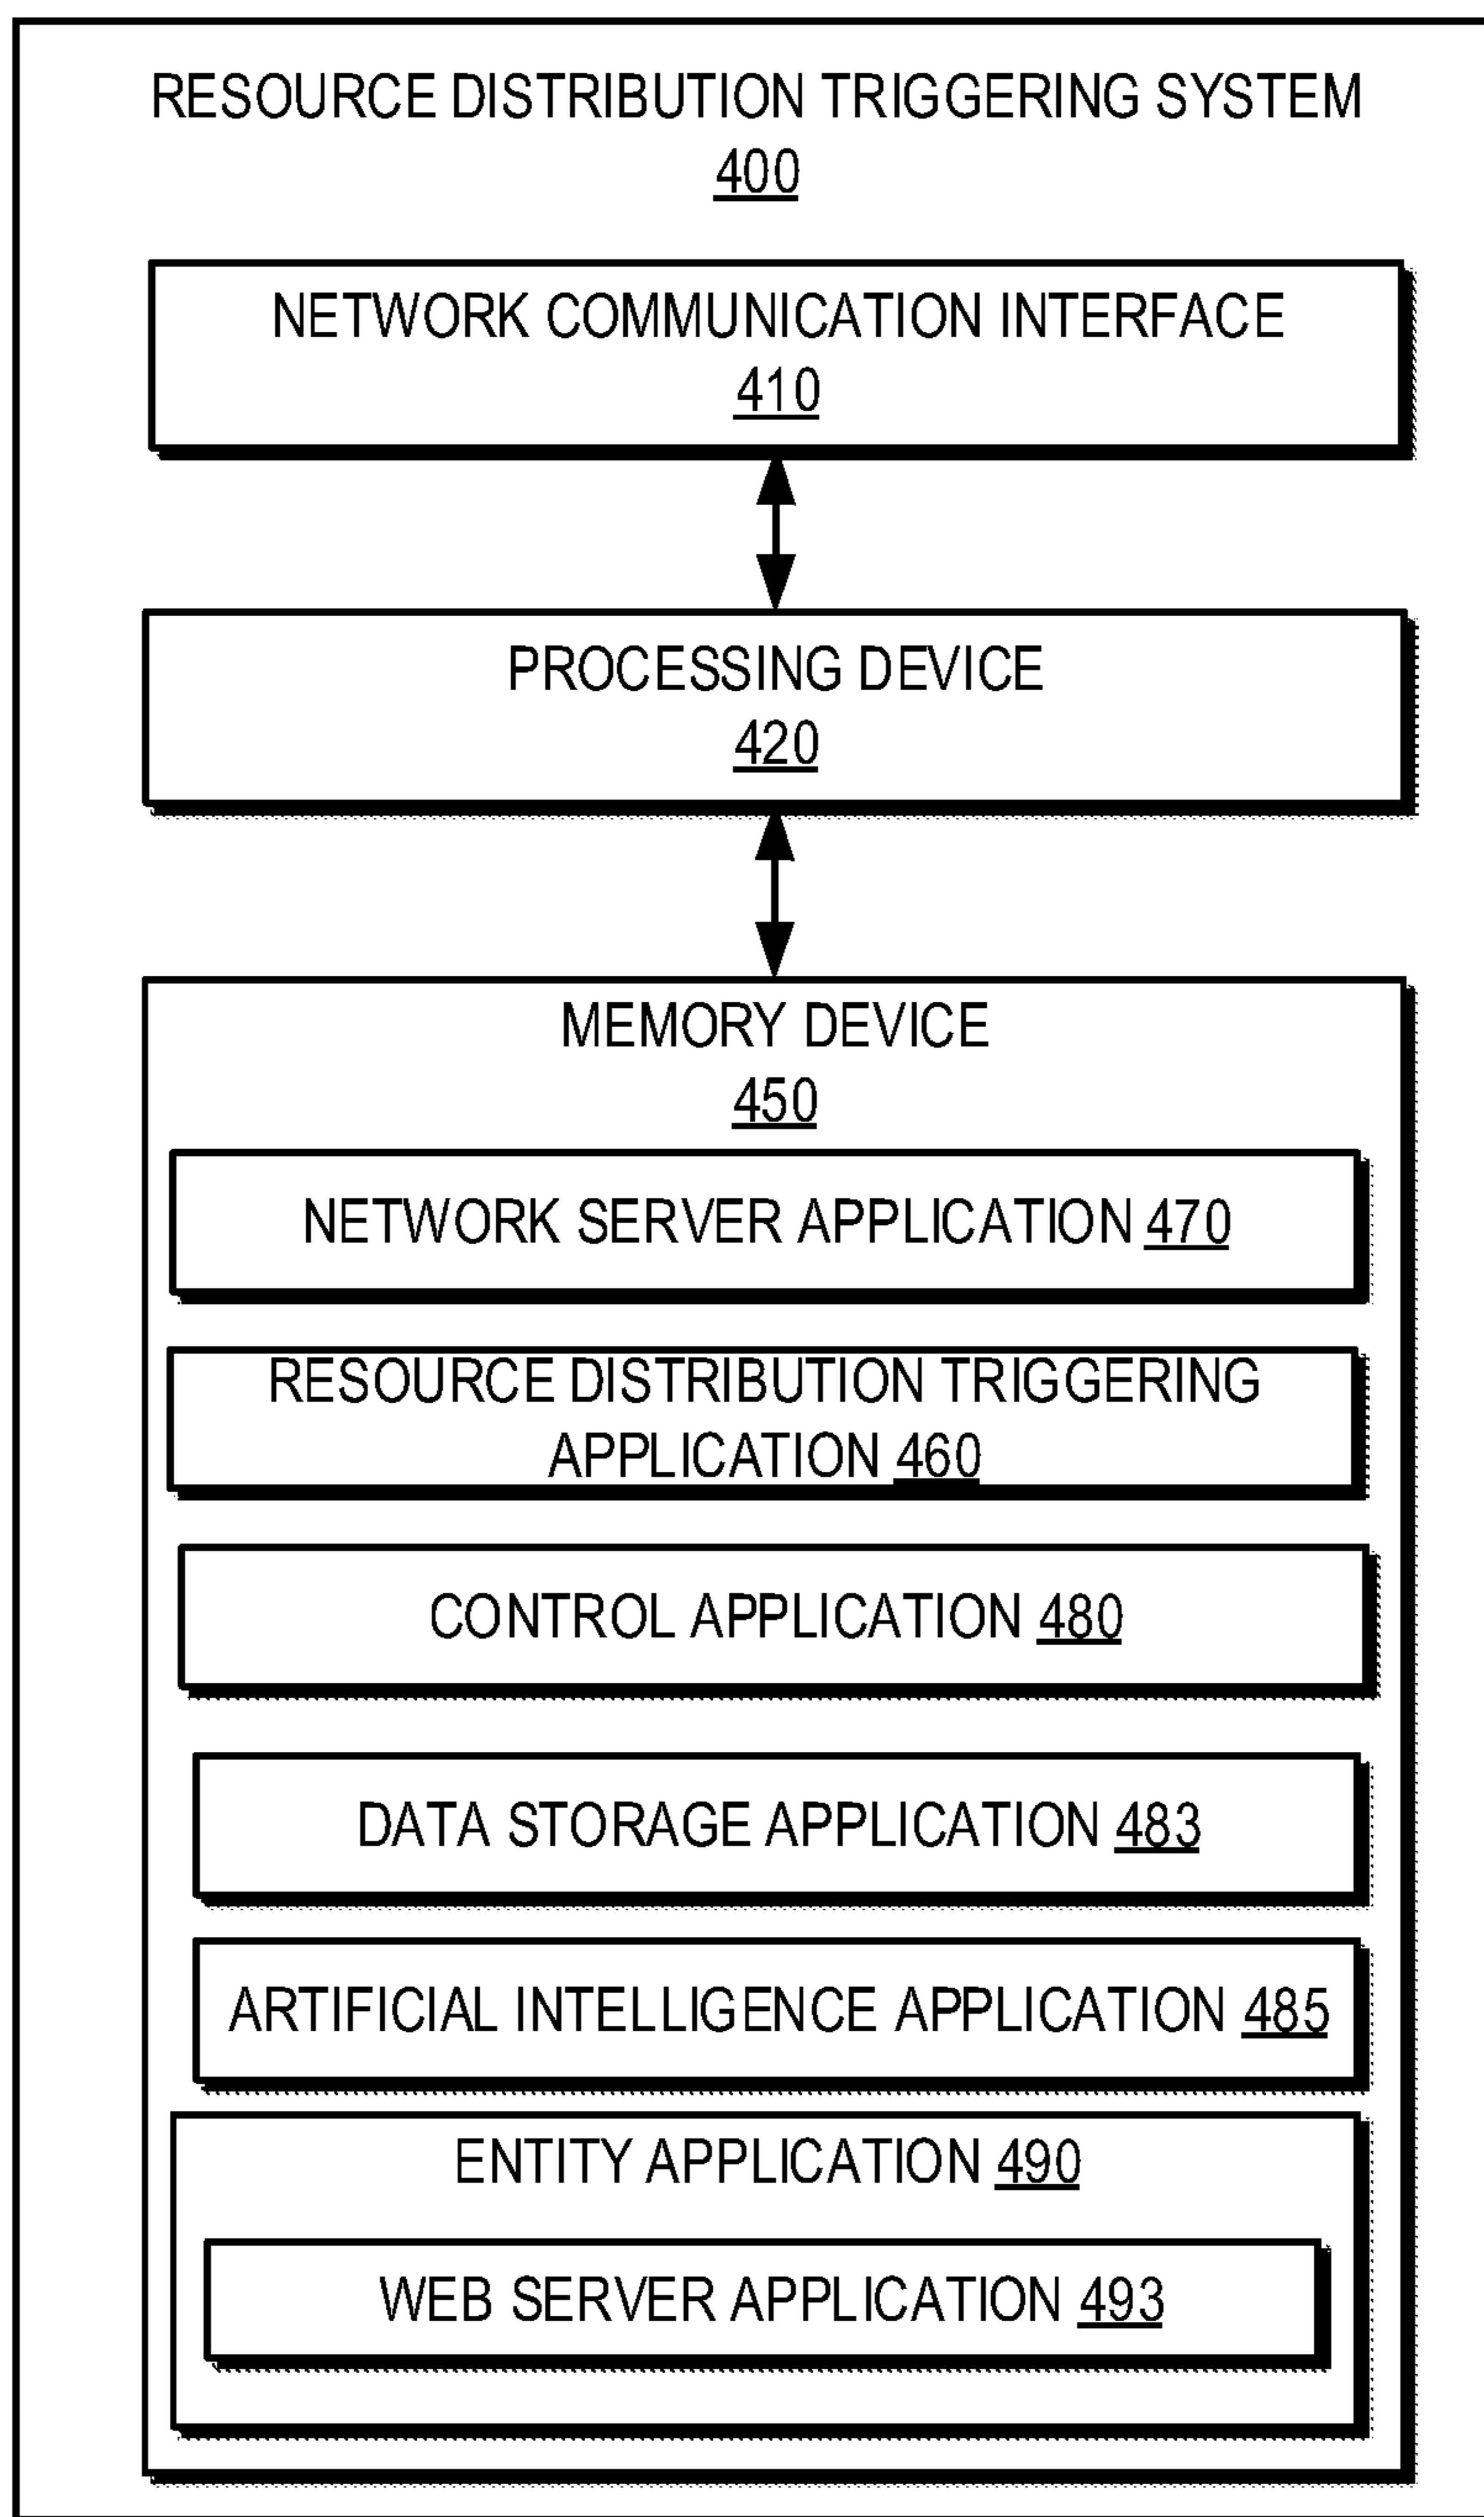 RESOURCE DISTRIBUTION TRIGGERING SYSTEM
400
NETWORK COMMUNICATION INTERFACE
410
PROCESSING DEVICE
420
MEMORY DEVICE
450
NETWORK SERVER APPLICATION 470
RESOURCE DISTRIBUTION TRIGGERING
APPLICATION 460
CONTROL APPLICATION 480
DATA STORAGE APPLICATION 483
ARTIFICIAL INTELLIGENCE APPLICATION 485
ENTITY APPLICATION 490
WEB SERVER APPLICATION 493